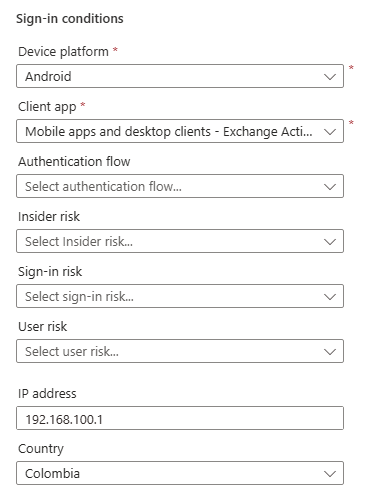 Sign-in conditions
Device platform *
Android
*
Client app *
Mobile apps and desktop clients - Exchange Acti...
*
Authentication flow
Select authentication flow...
Insider risk
Select Insider risk...
Sign-in risk
Select sign-in risk...
User risk
Select user risk...
IP address
192.168.100.1
Country
Colombia